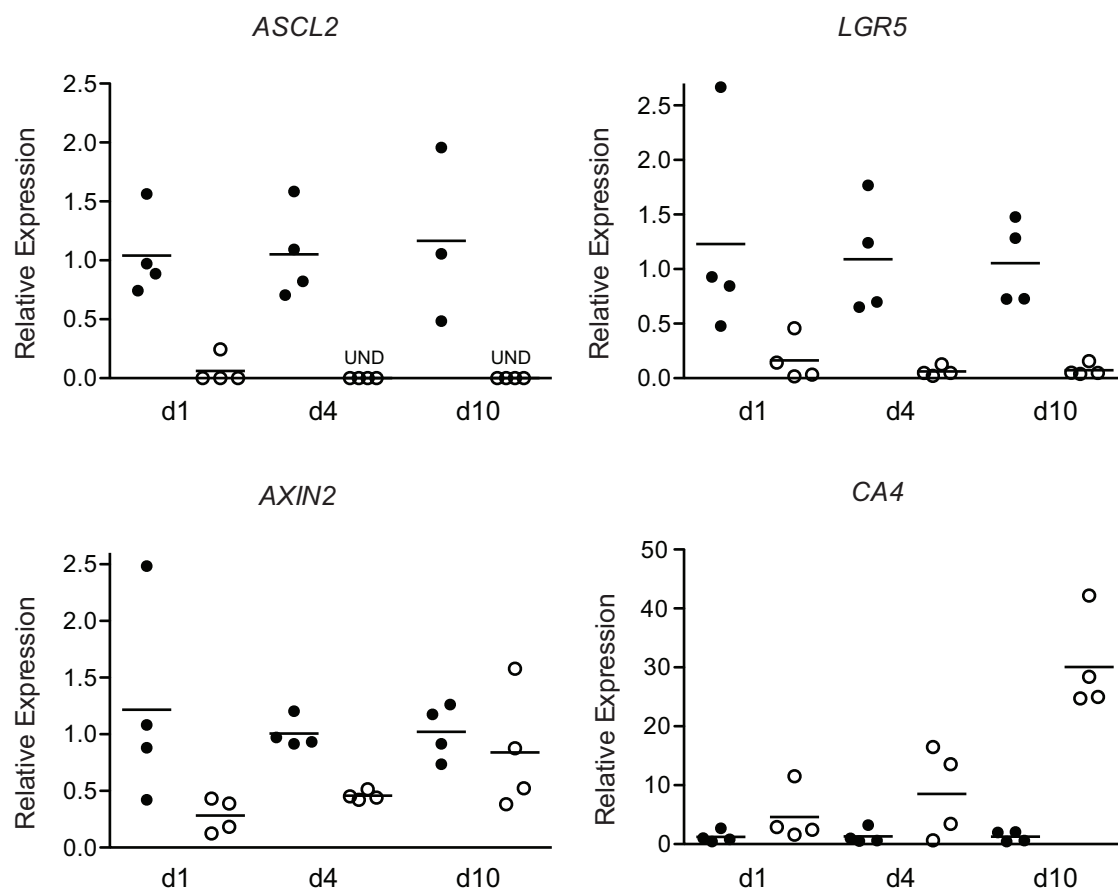 ASCL2
Relative Expression
2.5
2.0
1.5
1.0
0.5
0.0
UND
UND
d1
d4
d10
LGR5
Relative Expression
2.5
2.0
1.5
1.0
0.5
0.0
d1
d4
d10
AXIN2
Relative Expression
2.5
2.0
1.5
1.0
0.5
0.0
d1
d4
d10
CA4
Relative Expression
50
40
30
20
10
0
d1
d4
d10